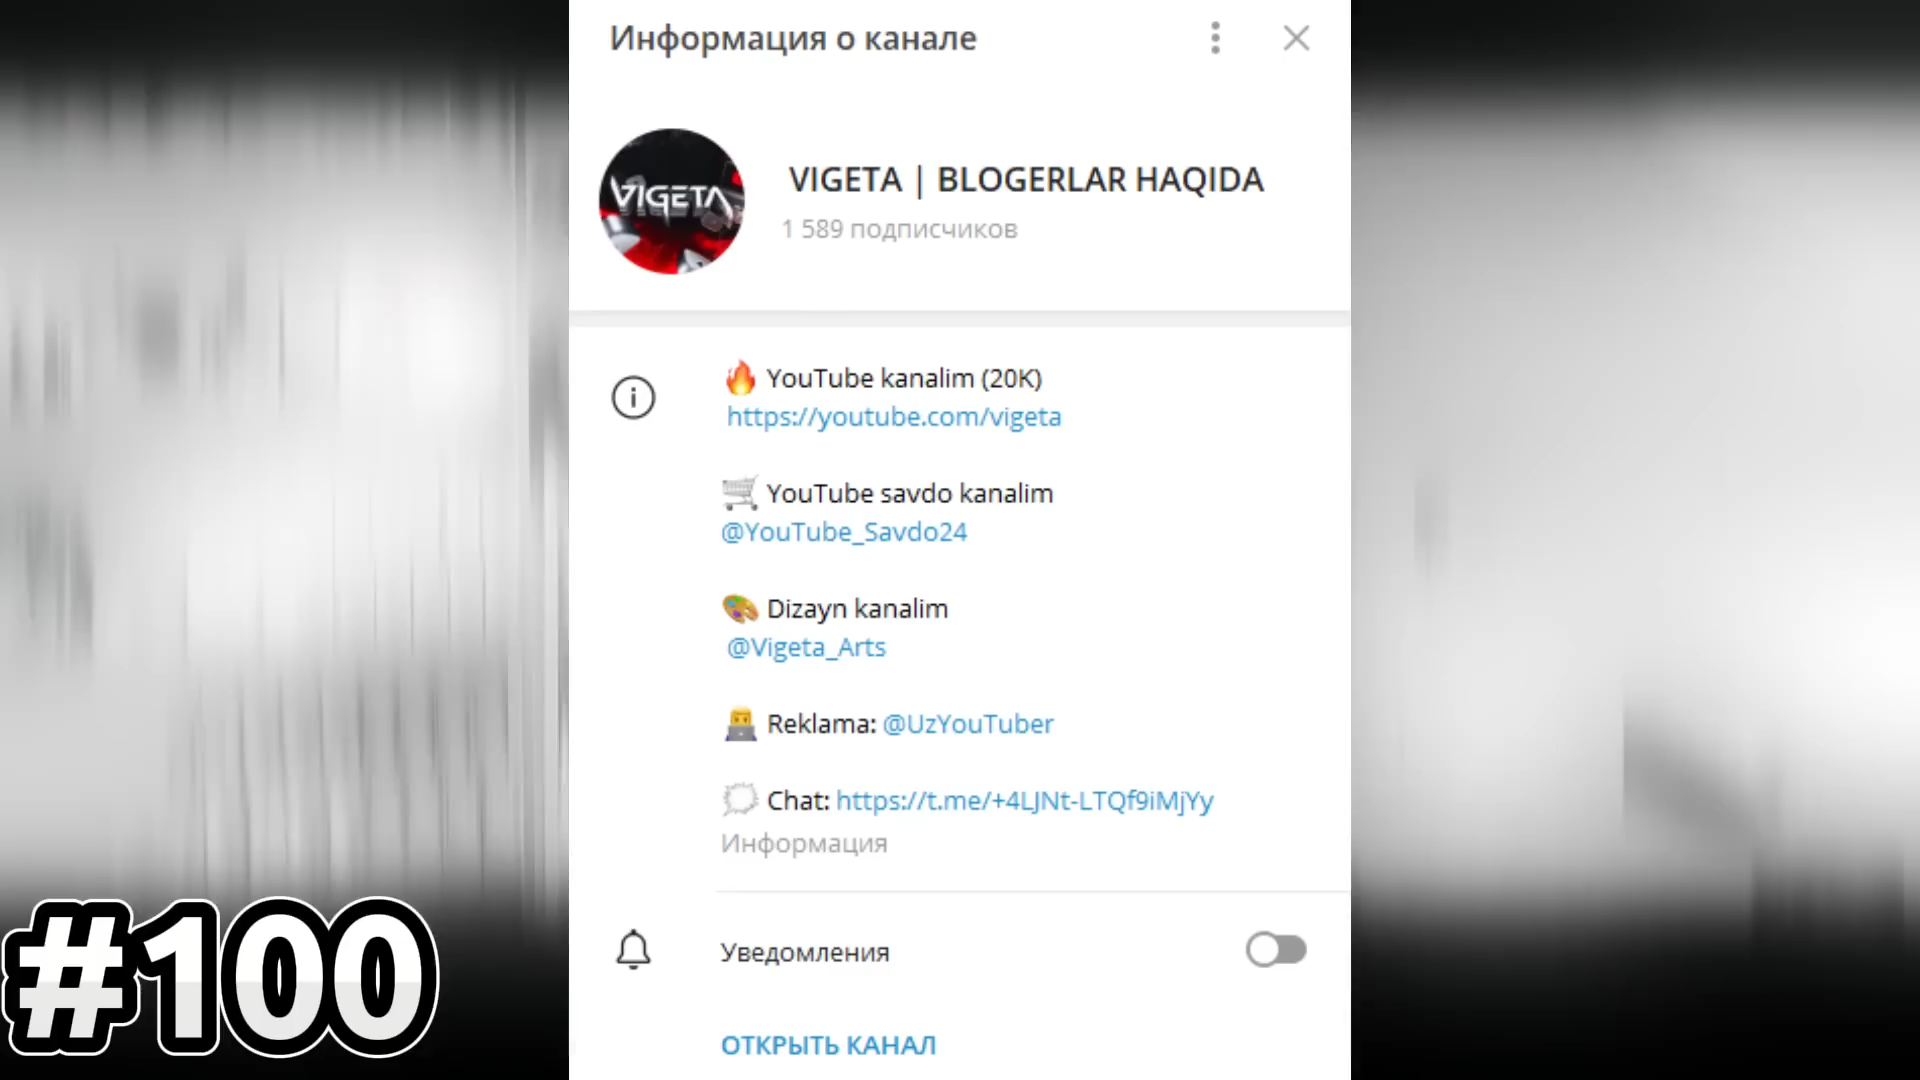 Информация о канале
VIGETA
VIGETA | BLOGERLAR HAQIDA
1 589 подписчиков
🔥 YouTube kanalim (20K)
https://youtube.com/vigeta
🛒 YouTube savdo kanalim
@YouTube_Savdo24
🎨 Dizayn kanalim
@Vigeta_Arts
👨‍💻 Reklama: @UzYouTuber
🗯 Chat: https://t.me/+4LJNt-LTQf9iMjYy
Информация
Уведомления
ОТКРЫТЬ КАНАЛ
#100